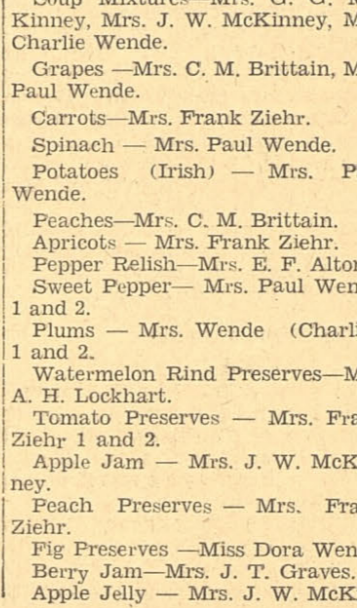 Soup Mixtures—Mrs. G. G. M
Kinney, Mrs. J. W. McKinney, M
Charlie Wende.
Grapes —Mrs. C. M. Brittain, M
Paul Wende.
Carrots—Mrs. Frank Ziehr.
Spinach — Mrs. Paul Wende.
Potatoes (Irish) — Mrs. P
Wende.
Peaches—Mrs. C. M. Brittain.
Apricots — Mrs. Frank Ziehr.
Pepper Relish—Mrs. E. F. Alton
Sweet Pepper— Mrs. Paul Wen
1 and 2.
Plums — Mrs. Wende (Charli
1 and 2.
Watermelon Rind Preserves—M
A. H. Lockhart.
Tomato Preserves — Mrs. Fra
Ziehr 1 and 2.
Apple Jam — Mrs. J. W. McK
ney.
Peach Preserves — Mrs. Fra
Ziehr.
Fig Preserves —Miss Dora Wen
Berry Jam—Mrs. J. T. Graves.
Apple Jelly — Mrs. J. W. McK